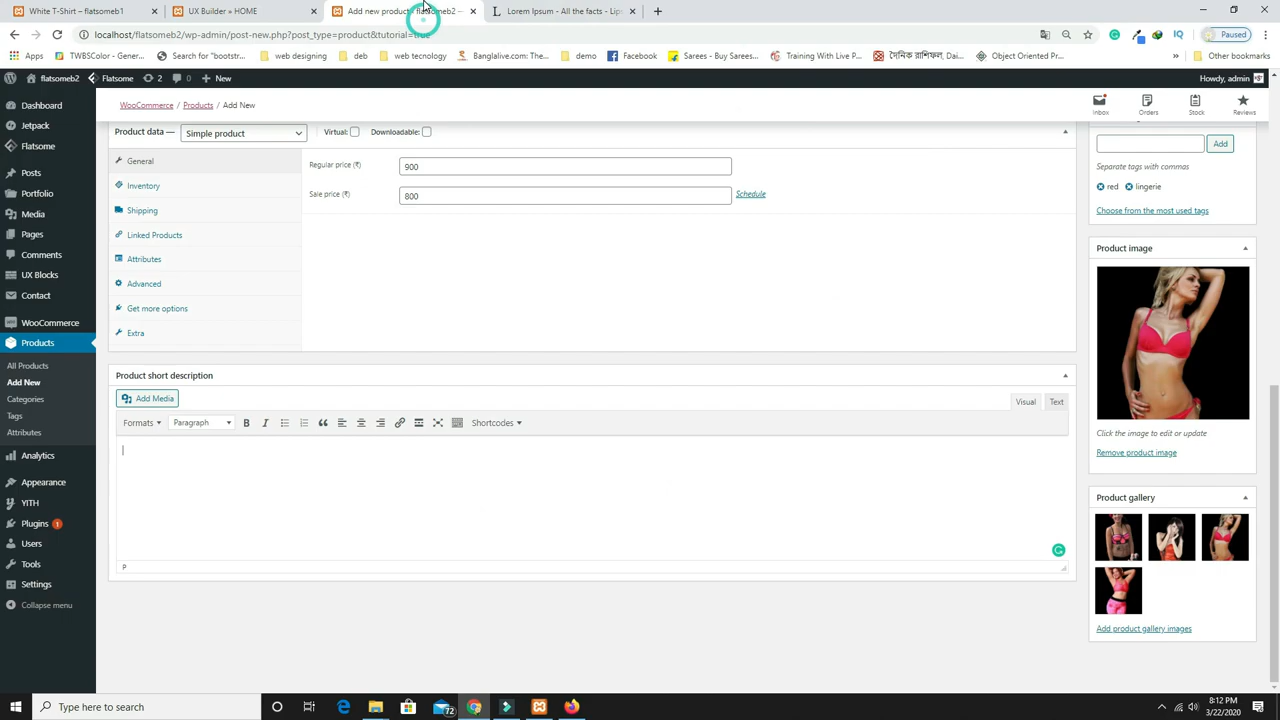 White T-Shirt – Flatsome1
UX Builder - HOME
Add new product ‹ flatsomeb2 —
Lorem Ipsum - All the facts - Lip
localhost/flatsomeb2/wp-admin/post-new.php?post_type=product&tutorial=true
Paused
Apps
TWBSColor - Genera...
Search for "bootstr...
downloads
web
web tecnology
Banglalive.com: The...
demo
Facebook
Sarees - Buy Sarees...
Training With Live P...
দৈনিক রাশিফল, Dai...
Object Oriented Pro...
»
Other bookmarks
flatsomeb2
Flatsome
2
0
New
Howdy, admin
Dashboard
Jetpack
Flatsome
Posts
Portfolio
Media
Pages
Comments
UX Blocks
Contact
WooCommerce
Products
All Products
Add New
Categories
Tags
Attributes
Analytics
Appearance
YITH
Plugins 1
Users
Tools
Settings
Collapse menu
WooCommerce / Products / Add New
Inbox
Orders
Stock
Reviews
Product data —
Simple product
Virtual:
Downloadable:
General
Inventory
Shipping
Linked Products
Attributes
Advanced
Get more options
Extra
Regular price (₹)
900
Sale price (₹)
800
Schedule
Product short description
Add Media
Visual
Text
Formats
Paragraph
B
I
Shortcodes
P
Add
Separate tags with commas
red
lingerie
Choose from the most used tags
Product image
Click the image to edit or update
Remove product image
Product gallery
Add product gallery images
Type here to search
72
8:12 PM
3/22/2020